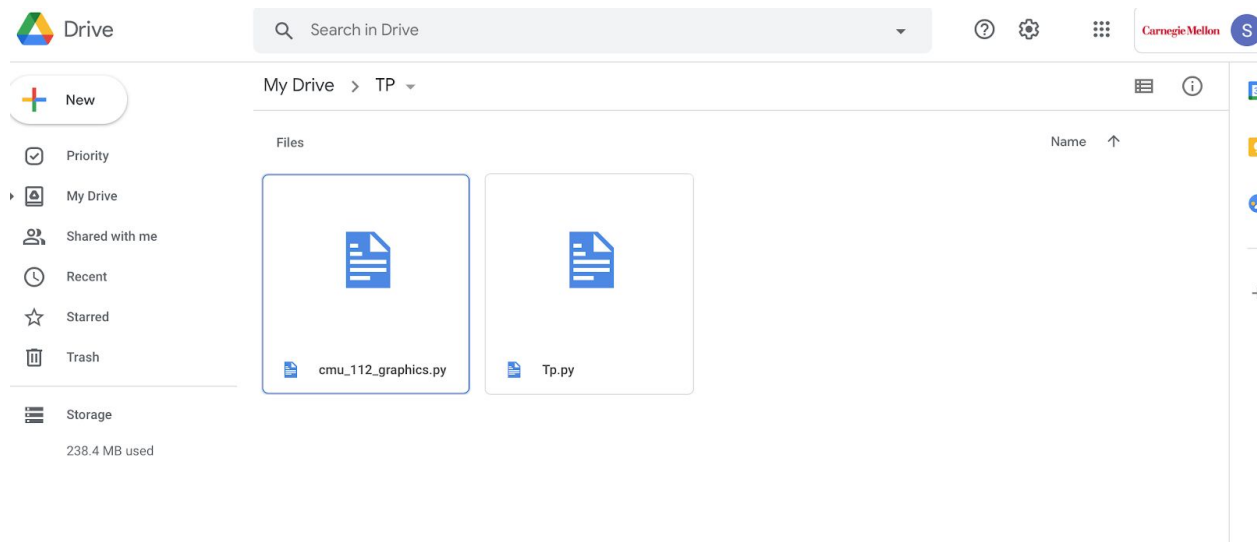 Drive
Search in Drive
Carnegie Mellon
S
My Drive > TP
New
Files
Name
Priority
My Drive
Shared with me
Recent
Starred
Trash
cmu_112_graphics.py
Tp.py
Storage
238.4 MB used